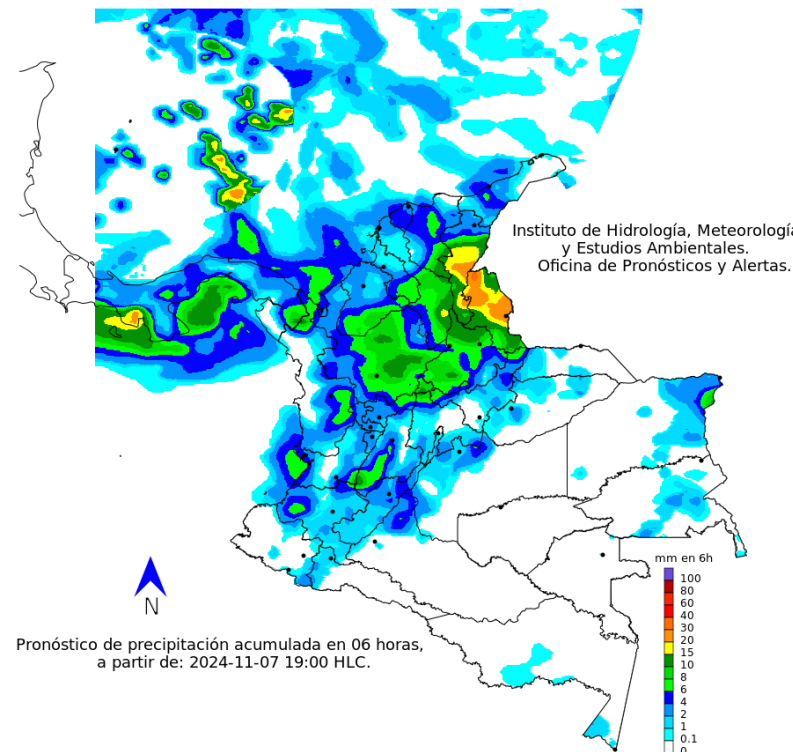 Instituto de Hidrología, Meteorología
y Estudios Ambientales.
Oficina de Pronósticos y Alertas.
mm en 6h
100
80
60
40
30
20
15
10
8
6
4
2
1
0.1
0
N
Pronóstico de precipitación acumulada en 06 horas,
a partir de: 2024-11-07 19:00 HLC.